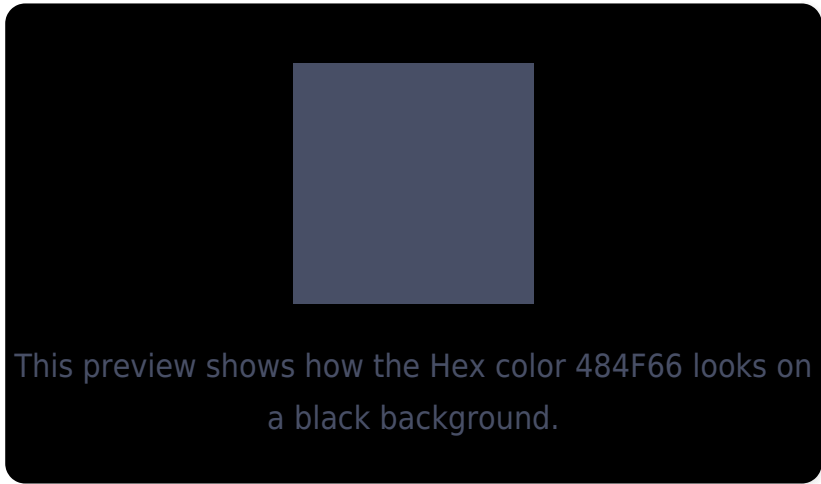 This preview shows how the Hex color 484F66 looks on
a black background.